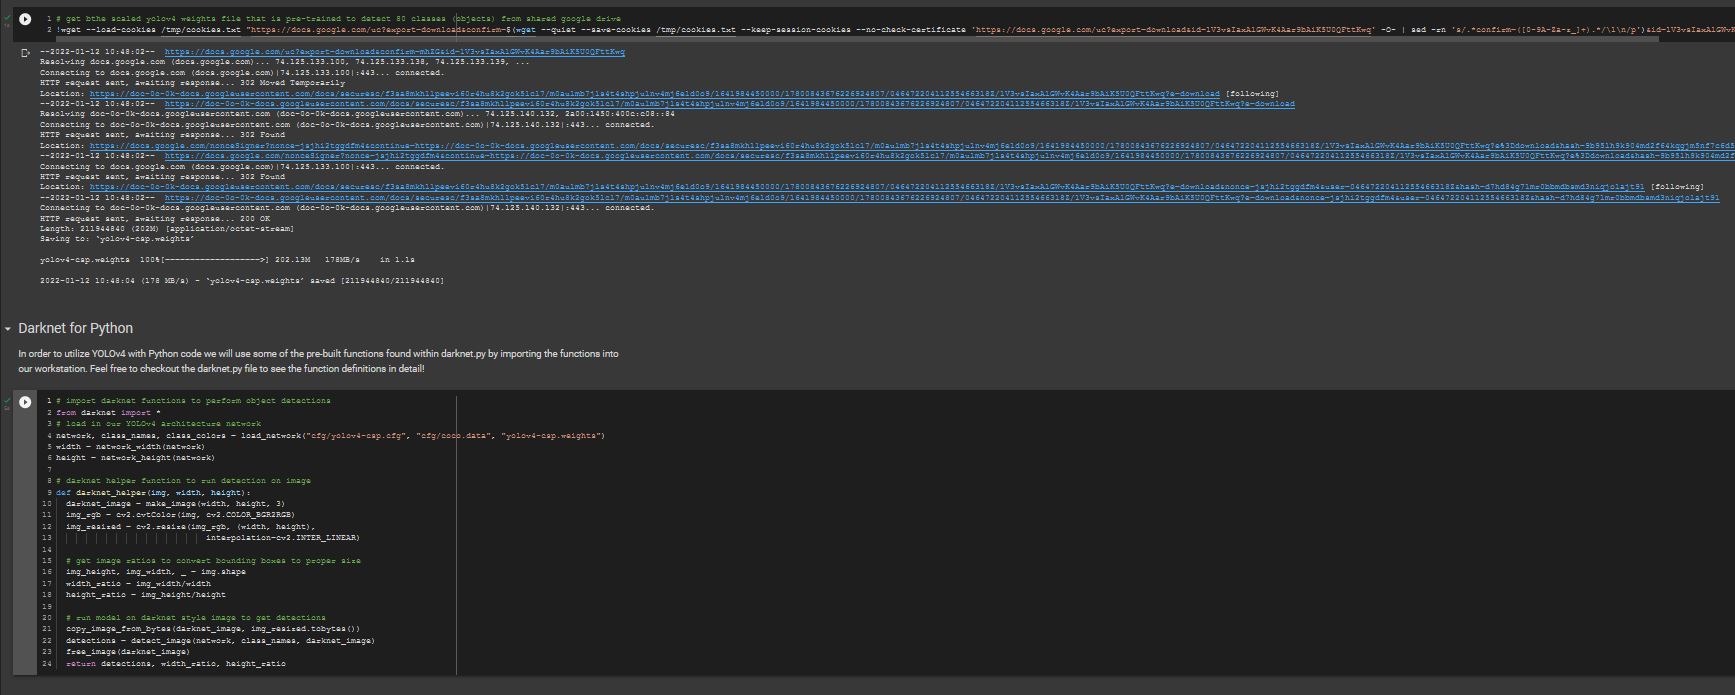 1 # get bthe scaled yolov4 weights file that is pre-trained to detect 80 classes (objects) from shared google drive
2 !wget --load-cookies /tmp/cookies.txt "https://docs.google.com/uc?export=download&confirm=$(wget --quiet --save-cookies /tmp/cookies.txt --keep-session-cookies --no-check-certificate 'https://docs.google.com/uc?export=download&id=
--2022-01-12 10:48:02-- https://docs.google.com/uc?export=download&confirm=
Resolving docs.google.com (docs.google.com)... 74.125.133.100, 74.125.133.138, 74.125.133.139, ...
Connecting to docs.google.com (docs.google.com)|74.125.133.100|:443... connected.
HTTP request sent, awaiting response... 302 Moved Temporarily
Location: [following]
--2022-01-12 10:48:02--
Resolving doc-0o-0k-docs.googleusercontent.com (doc-0o-0k-docs.googleusercontent.com)... 74.125.140.132, 2a00:1450:400c:c08::84
Connecting to doc-0o-0k-docs.googleusercontent.com (doc-0o-0k-docs.googleusercontent.com)|74.125.140.132|:443... connected.
HTTP request sent, awaiting response... 302 Found
Location:
--2022-01-12 10:48:02--
Connecting to docs.google.com (docs.google.com)|74.125.133.100|:443... connected.
HTTP request sent, awaiting response... 302 Found
Location: [following]
--2022-01-12 10:48:02--
Connecting to doc-0o-0k-docs.googleusercontent.com (doc-0o-0k-docs.googleusercontent.com)|74.125.140.132|:443... connected.
HTTP request sent, awaiting response... 200 OK
Length: 211944840 (202M) [application/octet-stream]
Saving to: ‘yolov4-csp.weights’
yolov4-csp.weights 100%[===================>] 202.13M 178MB/s in 1.1s
2022-01-12 10:48:04 (178 MB/s) - ‘yolov4-csp.weights’ saved [211944840/211944840]
Darknet for Python
In order to utilize YOLOv4 with Python code we will use some of the pre-built functions found within darknet.py by importing the functions into
our workstation. Feel free to checkout the darknet.py file to see the function definitions in detail!
1 # import darknet functions to perform object detections
2 from darknet import *
3 # load in our YOLOv4 architecture network
4 network, class_names, class_colors = load_network("cfg/yolov4-csp.cfg", "cfg/coco.data", "yolov4-csp.weights")
5 width = network_width(network)
6 height = network_height(network)
7
8 # darknet helper function to run detection on image
9 def darknet_helper(img, width, height):
10 darknet_image = make_image(width, height, 3)
11 img_rgb = cv2.cvtColor(img, cv2.COLOR_BGR2RGB)
12 img_resized = cv2.resize(img_rgb, (width, height),
13 interpolation=cv2.INTER_LINEAR)
14
15 # get image ratios to convert bounding boxes to proper size
16 img_height, img_width, _ = img.shape
17 width_ratio = img_width/width
18 height_ratio = img_height/height
19
20 # run model on darknet style image to get detections
21 copy_image_from_bytes(darknet_image, img_resized.tobytes())
22 detections = detect_image(network, class_names, darknet_image)
23 free_image(darknet_image)
24 return detections, width_ratio, height_ratio